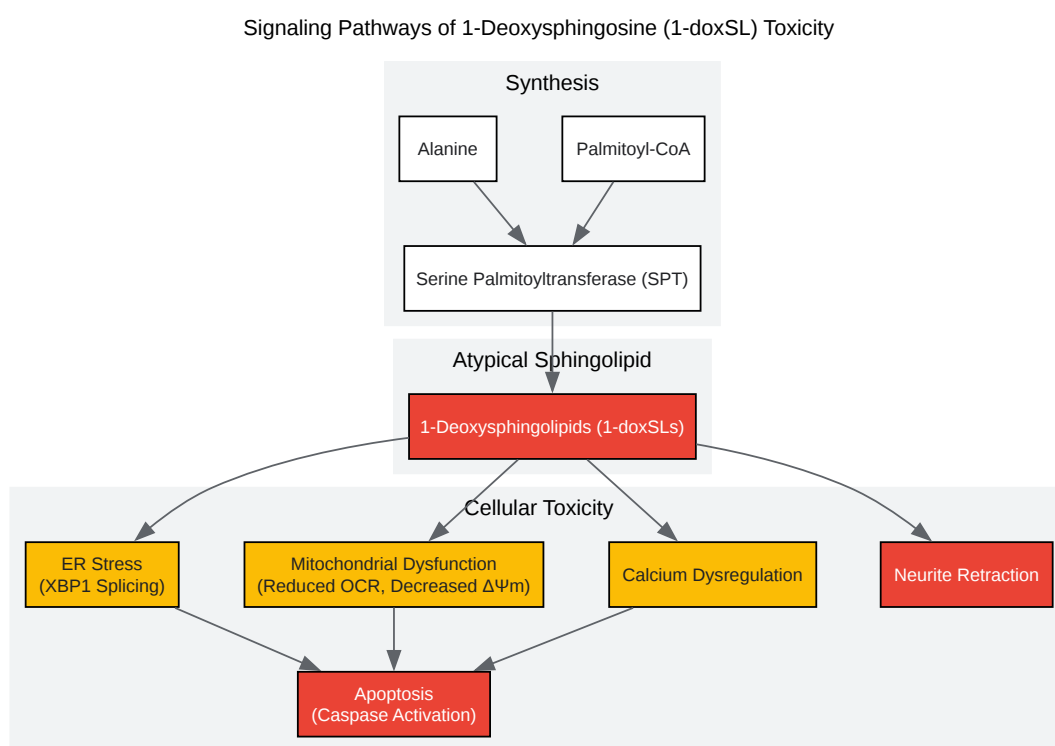 Signaling Pathways of 1-Deoxysphingosine (1-doxSL) Toxicity
Synthesis
Alanine
Palmitoyl-CoA
Serine Palmitoyltransferase (SPT)
Atypical Sphingolipid
1-Deoxysphingolipids (1-doxSLs)
Cellular Toxicity
ER Stress
(XBP1 Splicing)
Mitochondrial Dysfunction
(Reduced OCR, Decreased ΔΨm)
Calcium Dysregulation
Neurite Retraction
Apoptosis
(Caspase Activation)